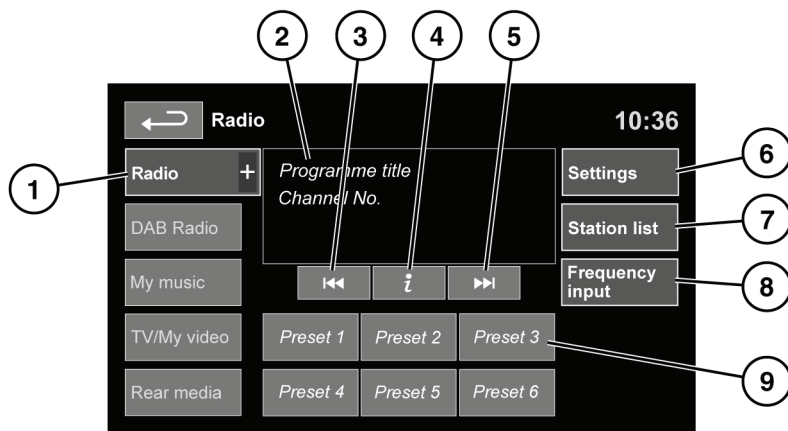 2
3
4
5
Radio
10:36
1
Radio +
Programme title
Channel No.
Settings
6
DAB Radio
Station list
7
My music
i
Frequency
input
8
TV/My video
Preset 1
Preset 2
Preset 3
9
Rear media
Preset 4
Preset 5
Preset 6